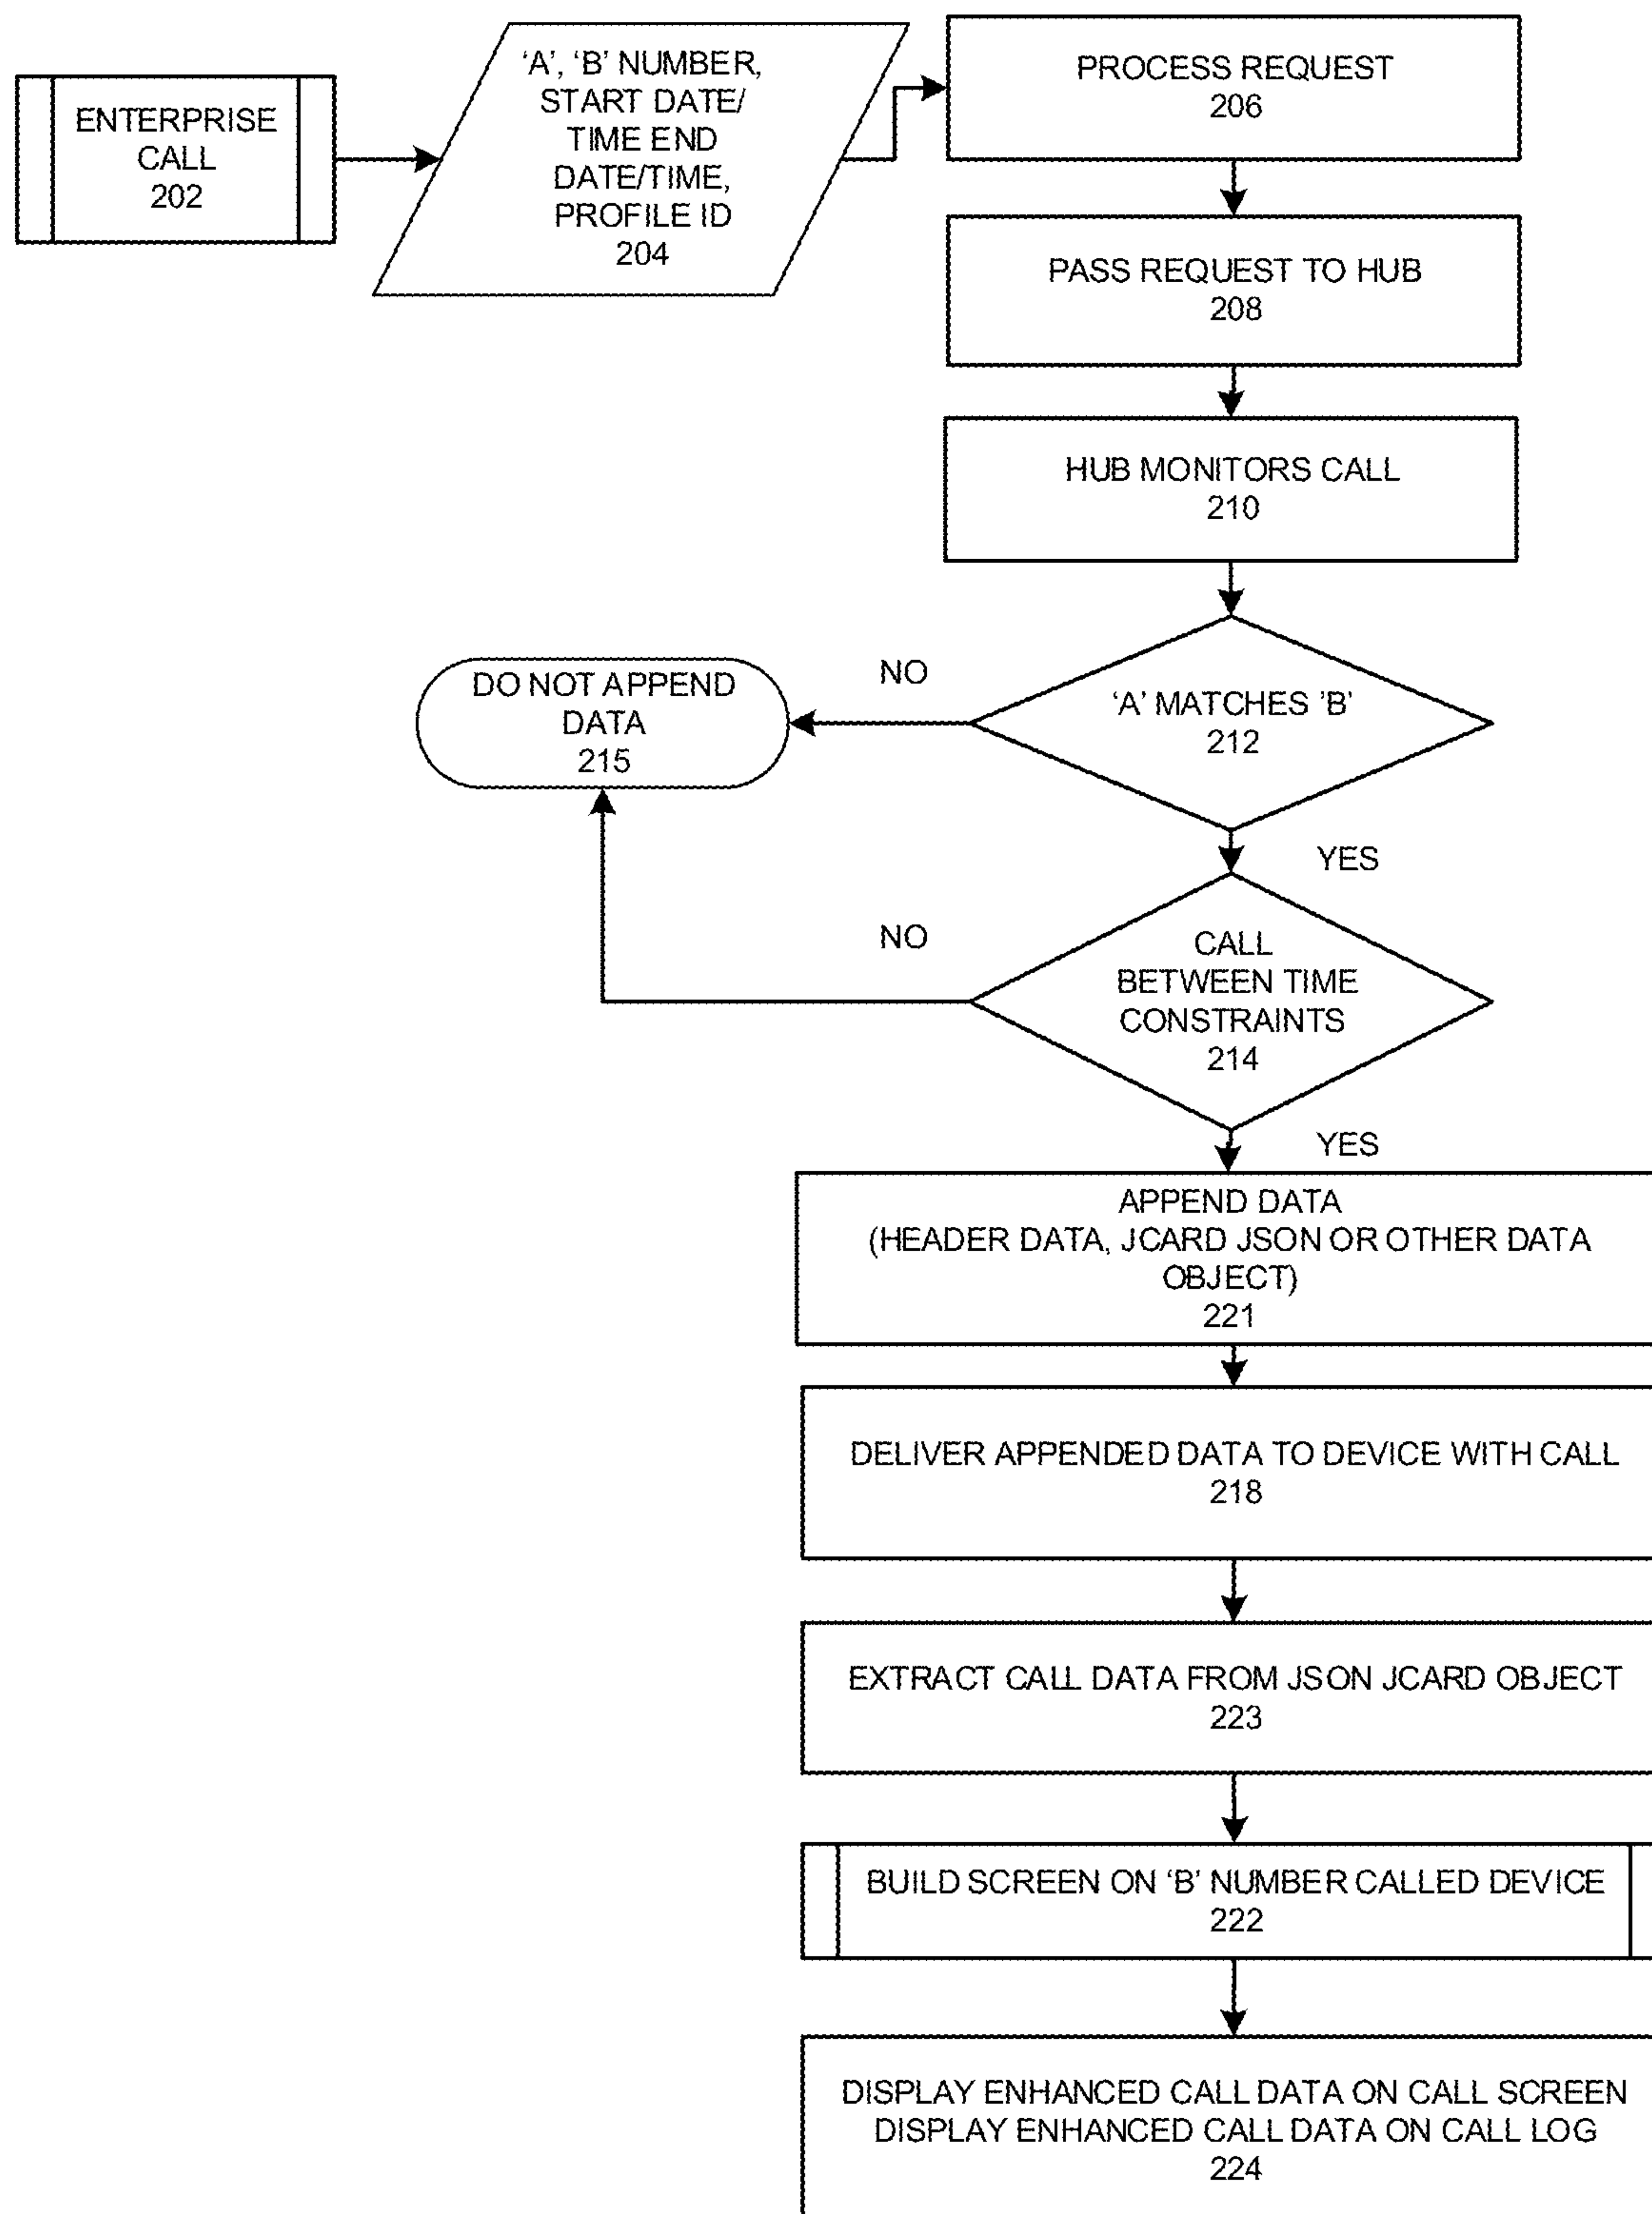 ENTERPRISE
CALL
202
‘A’, ‘B’ NUMBER,
START DATE/
TIME END
DATE/TIME,
PROFILE ID
204
PROCESS REQUEST
206
PASS REQUEST TO HUB
208
HUB MONITORS CALL
210
‘A’ MATCHES ’B’
212
NO
DO NOT APPEND
DATA
215
YES
CALL
BETWEEN TIME
CONSTRAINTS
214
NO
YES
APPEND DATA
(HEADER DATA, JCARD JSON OR OTHER DATA
OBJECT)
221
DELIVER APPENDED DATA TO DEVICE WITH CALL
218
EXTRACT CALL DATA FROM JSON JCARD OBJECT
223
BUILD SCREEN ON ‘B’ NUMBER CALLED DEVICE
222
DISPLAY ENHANCED CALL DATA ON CALL SCREEN
DISPLAY ENHANCED CALL DATA ON CALL LOG
224